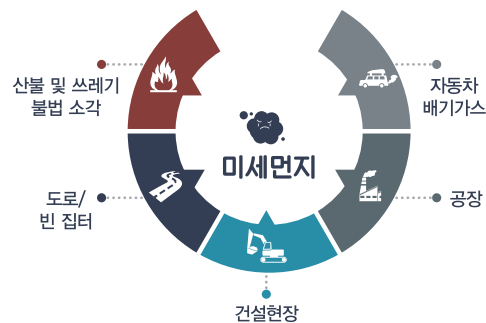 산불 및 쓰레기
불법 소각
자동차
배기가스
미세먼지
도로/
빈 집터
공장
건설현장